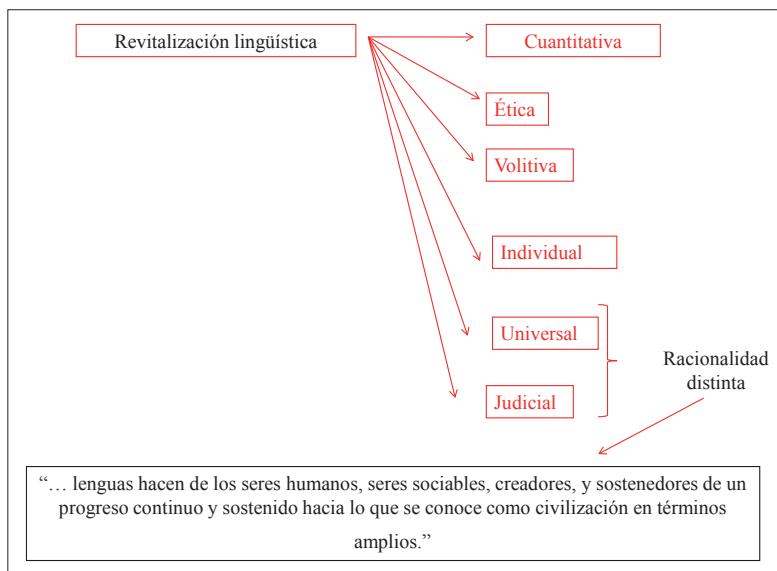 Revitalización lingüística
Cuantitativa
Ética
Volitiva
Individual
Universal
Racionalidad
distinta
Judicial
“… lenguas hacen de los seres humanos, seres sociables, creadores, y sostenedores de un
progreso continuo y sostenido hacia lo que se conoce como civilización en términos
amplios.”